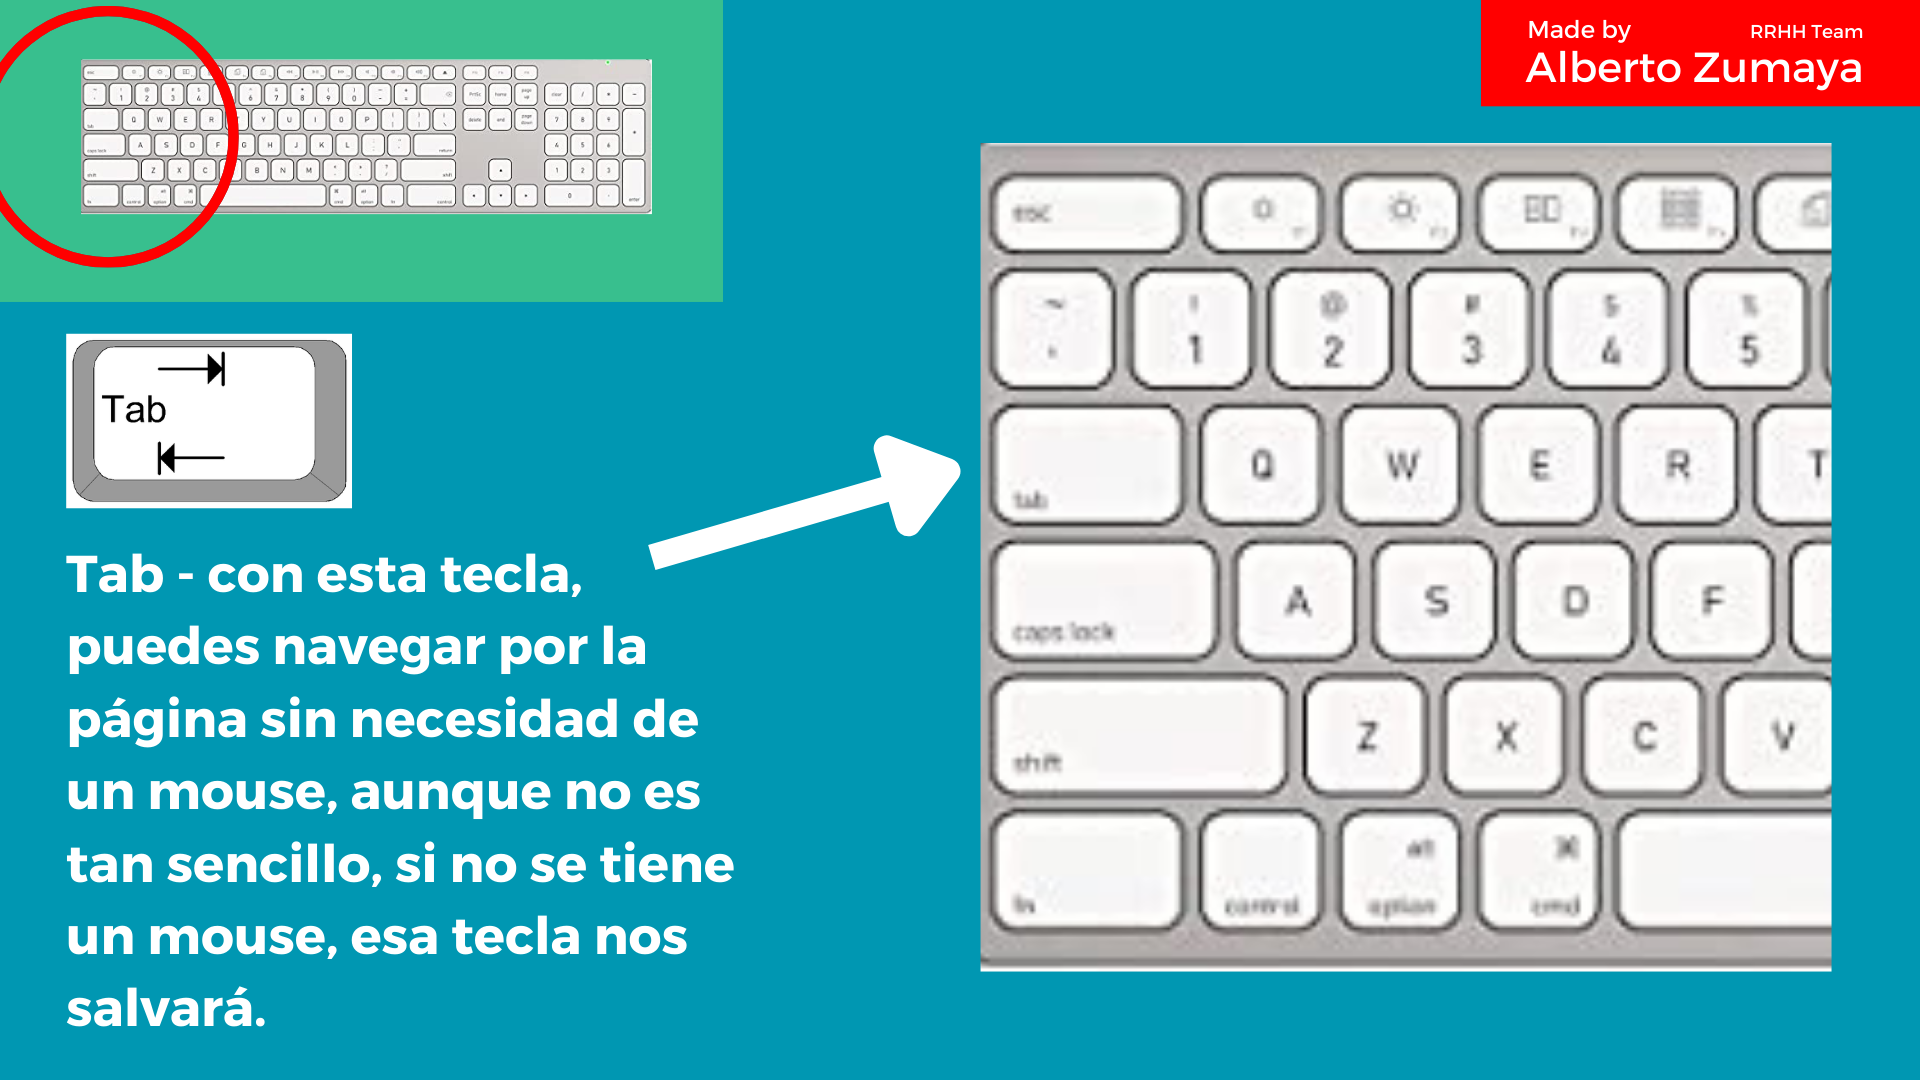 Made by RRHH Team
Alberto Zumaya
Tab
Tab - con esta tecla,
puedes navegar por la
página sin necesidad de
un mouse, aunque no es
tan sencillo, si no se tiene
un mouse, esa tecla nos
salvará.
esc
~ ! @ # $ %
1 2 3 4 5
Q W E R T
tab
A S D F
caps lock
Z X C V
shift
alt ⌘
fn control option cmd